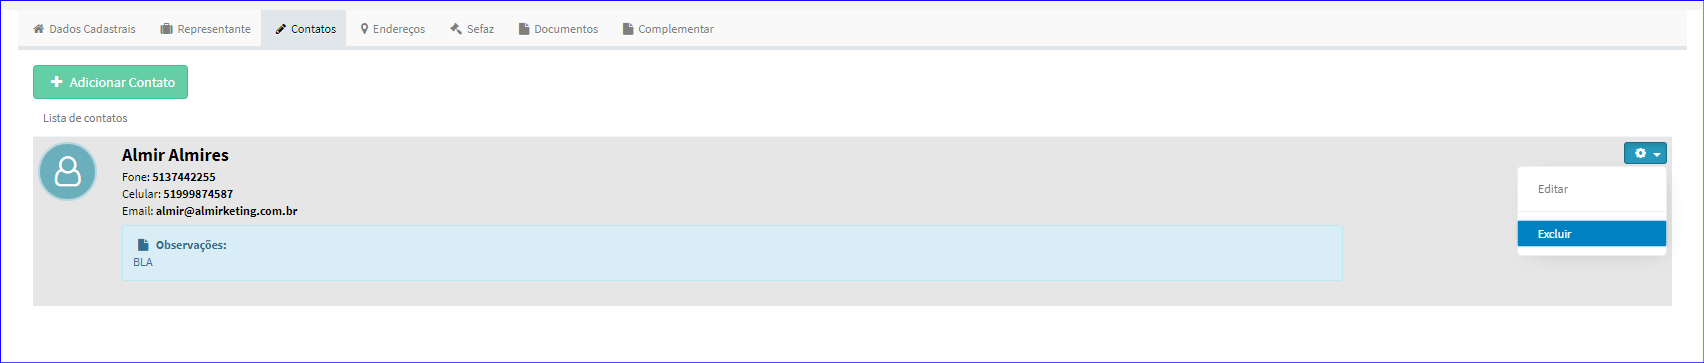 Dados Cadastrais Representante Contatos Endereços Sefaz Documentos Complementar
+ Adicionar Contato
Lista de contatos
Almir Almires
Fone: 5137442255
Celular: 51999874587
Email: almir@almirketing.com.br
Observações:
BLA
Editar
Excluir